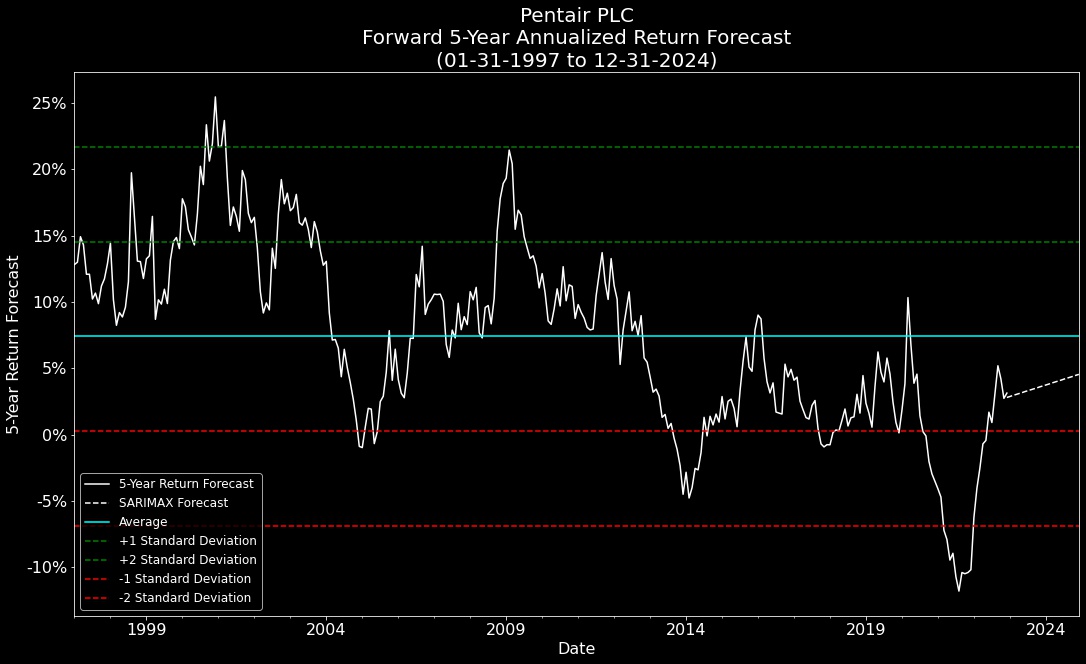 Pentair PLC
Forward 5-Year Annualized Return Forecast
(01-31-1997 to 12-31-2024)
5-Year Return Forecast
25%
20%
15%
10%
5%
0%
-5%
-10%
5-Year Return Forecast
SARIMAX Forecast
Average
+1 Standard Deviation
+2 Standard Deviation
-1 Standard Deviation
-2 Standard Deviation
1999 2004 2009 2014 2019 2024
Date